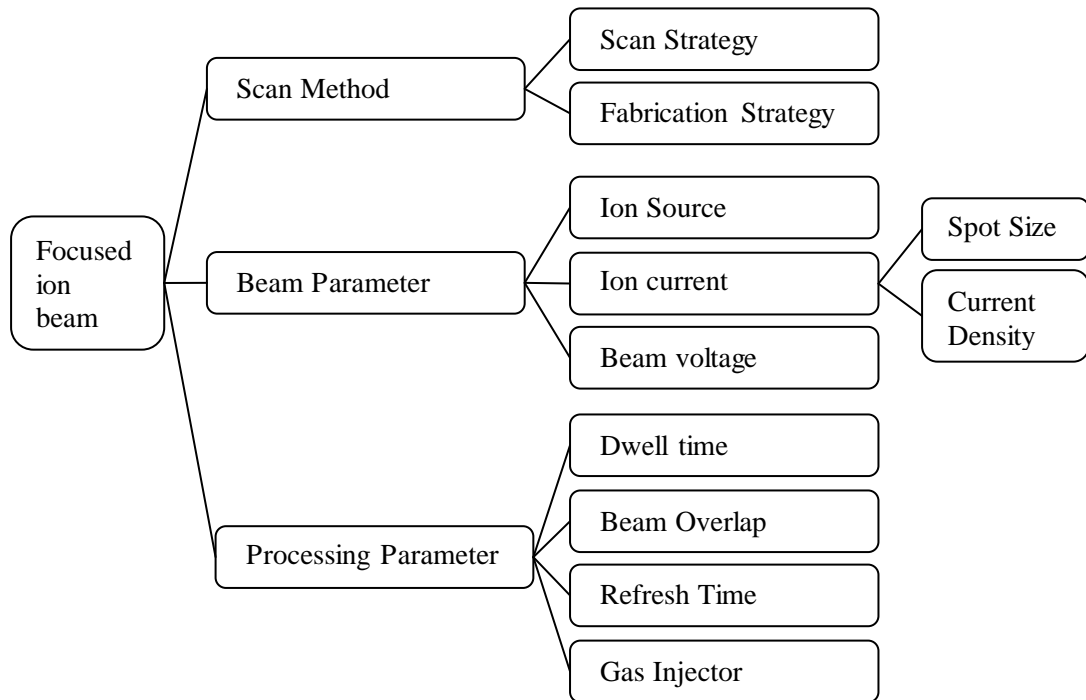 Focused
ion
beam
Scan Method
Scan Strategy
Fabrication Strategy
Beam Parameter
Ion Source
Ion current
Spot Size
Current
Density
Beam voltage
Processing Parameter
Dwell time
Beam Overlap
Refresh Time
Gas Injector